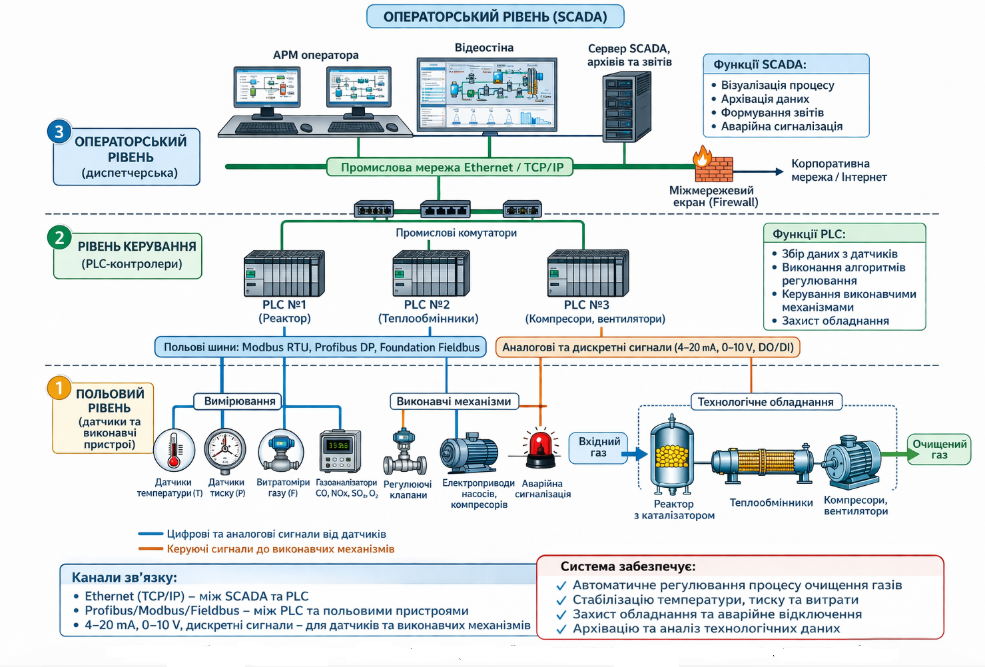 ОПЕРАТОРСЬКИЙ РІВЕНЬ (SCADA)
АРМ оператора
Відеостіна
Сервер SCADA,
архівів та звітів
Функції SCADA:
• Візуалізація процесу
• Архівація даних
• Формування звітів
• Аварійна сигналізація
3
ОПЕРАТОРСЬКИЙ
РІВЕНЬ
(диспетчерська)
Промислова мережа Ethernet / TCP/IP
Міжмережевий
екран (Firewall)
Корпоративна
мережа / Інтернет
2
РІВЕНЬ КЕРУВАННЯ
(PLC-контролери)
Промислові комутатори
PLC №1
(Реактор)
PLC №2
(Теплообмінники)
PLC №3
(Компресори, вентилятори)
Функції PLC:
• Збір даних з датчиків
• Виконання алгоритмів
регулювання
• Керування виконавчими
механізмами
• Захист обладнання
Польові шини: Modbus RTU, Profibus DP, Foundation Fieldbus
Аналогові та дискретні сигнали (4–20 mA, 0–10 V, DO/DI)
1
ПОЛЬОВИЙ
РІВЕНЬ
(датчики та
виконавчі
пристрої)
Вимірювання
Виконавчі механізми
Технологічне обладнання
Датчики
температури (T)
Датчики
тиску (P)
Витратоміри
газу (F)
Газоаналізатори
CO, NOx, SO₂, O₂
Регулюючі
клапани
Електроприводи
насосів,
компресорів
Аварійна
сигналізація
Вхідний
газ
Реактор
з каталізатором
Теплообмінники
Компресори,
вентилятори
Очищений
газ
Цифрові та аналогові сигнали від датчиків
Керуючі сигнали до виконавчих механізмів
Канали зв'язку:
• Ethernet (TCP/IP) – між SCADA та PLC
• Profibus/Modbus/Fieldbus – між PLC та польовими пристроями
• 4–20 mA, 0–10 V, дискретні сигнали – для датчиків та виконавчих механізмів
Система забезпечує:
✓ Автоматичне регулювання процесу очищення газів
✓ Стабілізацію температури, тиску та витрати
✓ Захист обладнання та аварійне відключення
✓ Архівацію та аналіз технологічних даних